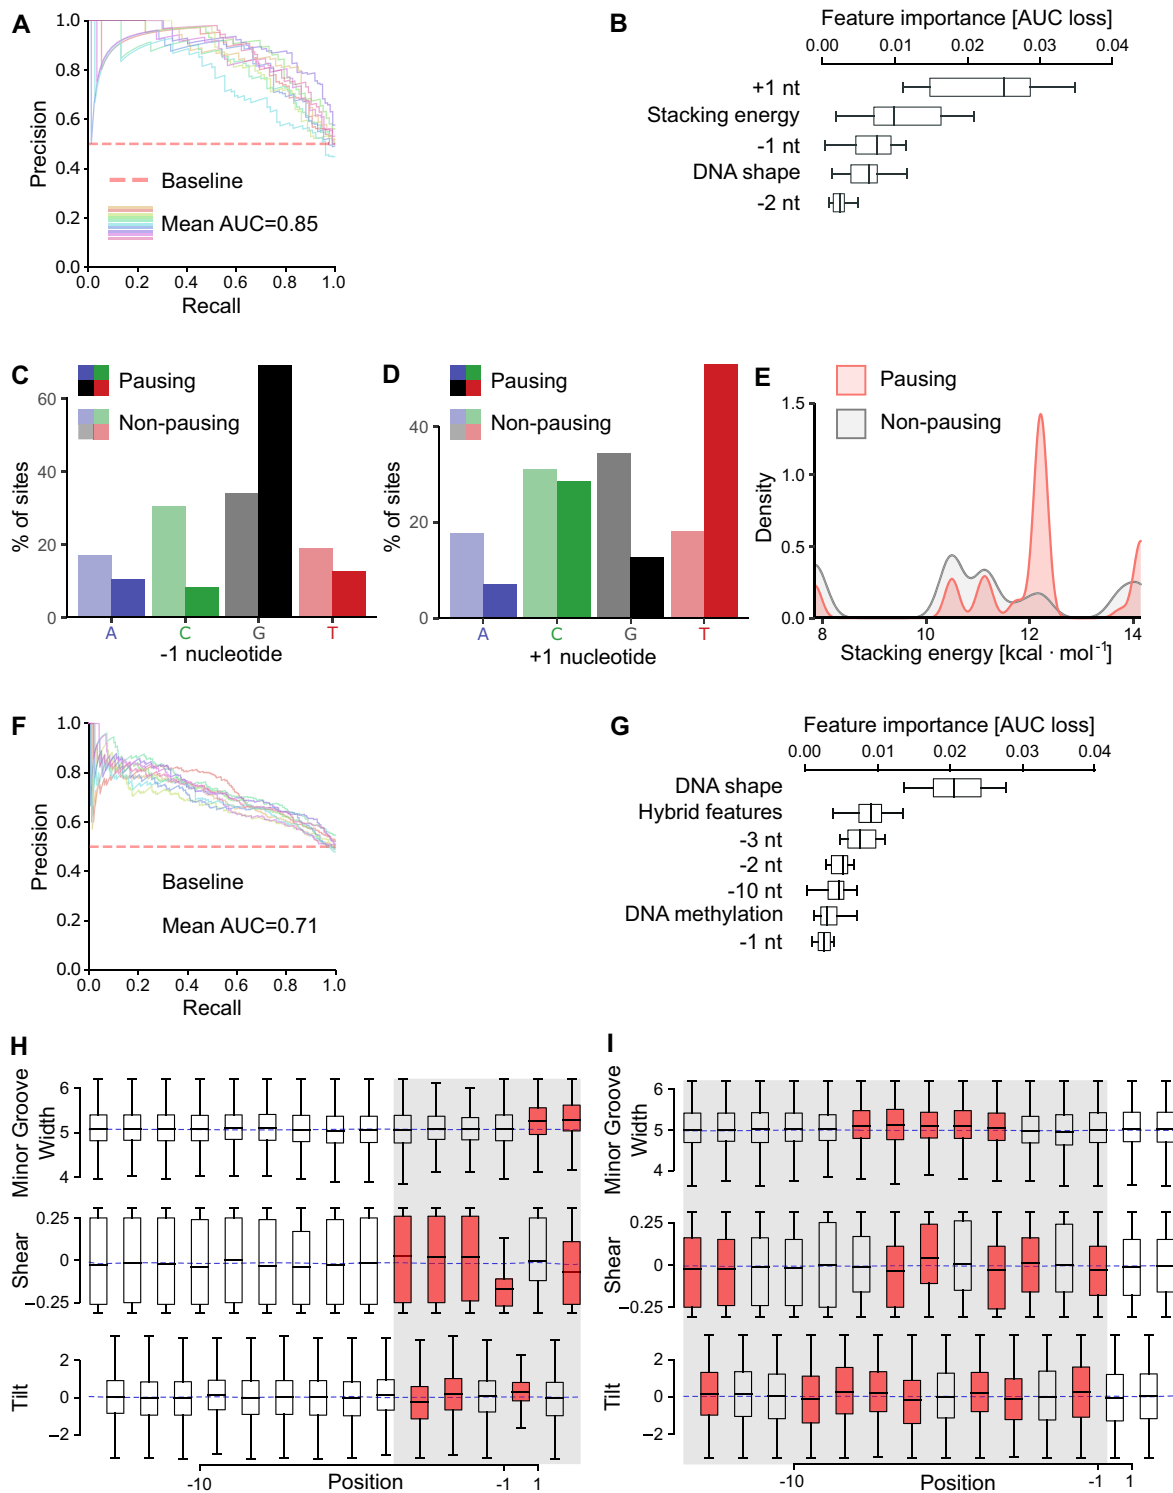 A
1.0
0.8
0.6
0.4
0.2
0.0
Precision
Baseline
Mean AUC=0.85
0.0 0.2 0.4 0.6 0.8 1.0
Recall
B
Feature importance [AUC loss]
0.00 0.01 0.02 0.03 0.04
+1 nt
Stacking energy
-1 nt
DNA shape
-2 nt
C
Pausing
Non-pausing
60
40
20
0
% of sites
A C G T
-1 nucleotide
D
Pausing
Non-pausing
40
20
0
% of sites
A C G T
+1 nucleotide
E
Pausing
Non-pausing
1.5
1.0
0.5
0.0
Density
8 10 12 14
Stacking energy [kcal · mol-1]
F
1.0
0.8
0.6
0.4
0.2
0.0
Precision
Baseline
Mean AUC=0.71
0.0 0.2 0.4 0.6 0.8 1.0
Recall
G
Feature importance [AUC loss]
0.00 0.01 0.02 0.03 0.04
DNA shape
Hybrid features
-3 nt
-2 nt
-10 nt
DNA methylation
-1 nt
H
Minor Groove
Width
6
5
4
Shear
0.25
0
−0.25
Tilt
2
0
−2
-10 Position -1 1
I
Minor Groove
Width
6
5
4
Shear
0.25
0
−0.25
Tilt
2
0
−2
-10 Position -1 1